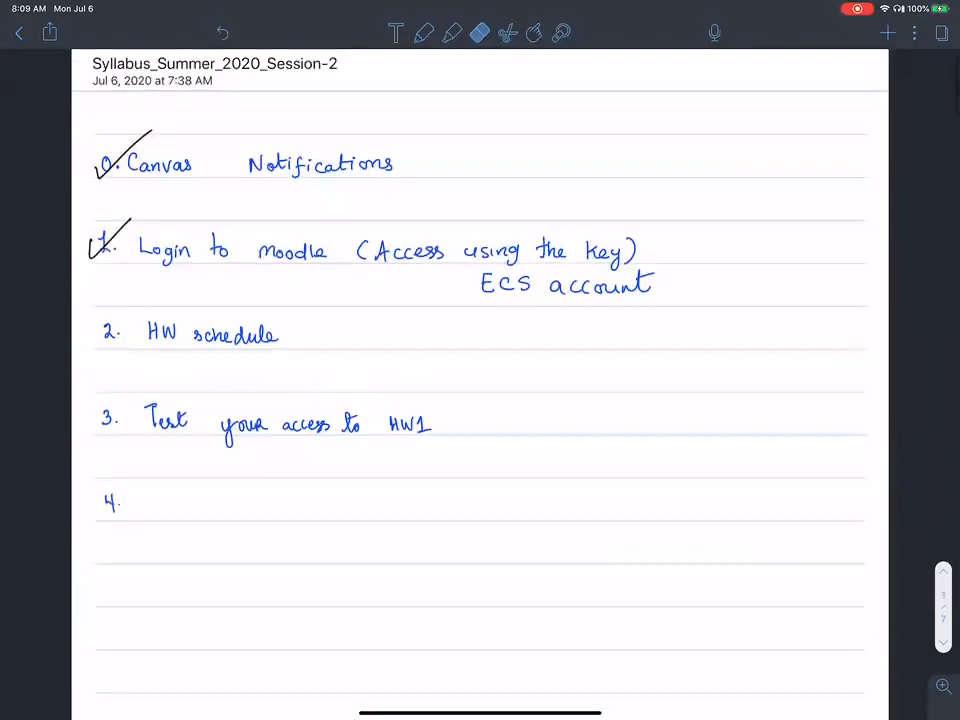 8:09 AM Mon Jul 6
100%
Syllabus_Summer_2020_Session-2
Jul 6, 2020 at 7:38 AM
0. Canvas Notifications
1. Login to moodle (Access using the key)
ECS account
2. HW schedule
3. Test your access to HW1
4.
3
7